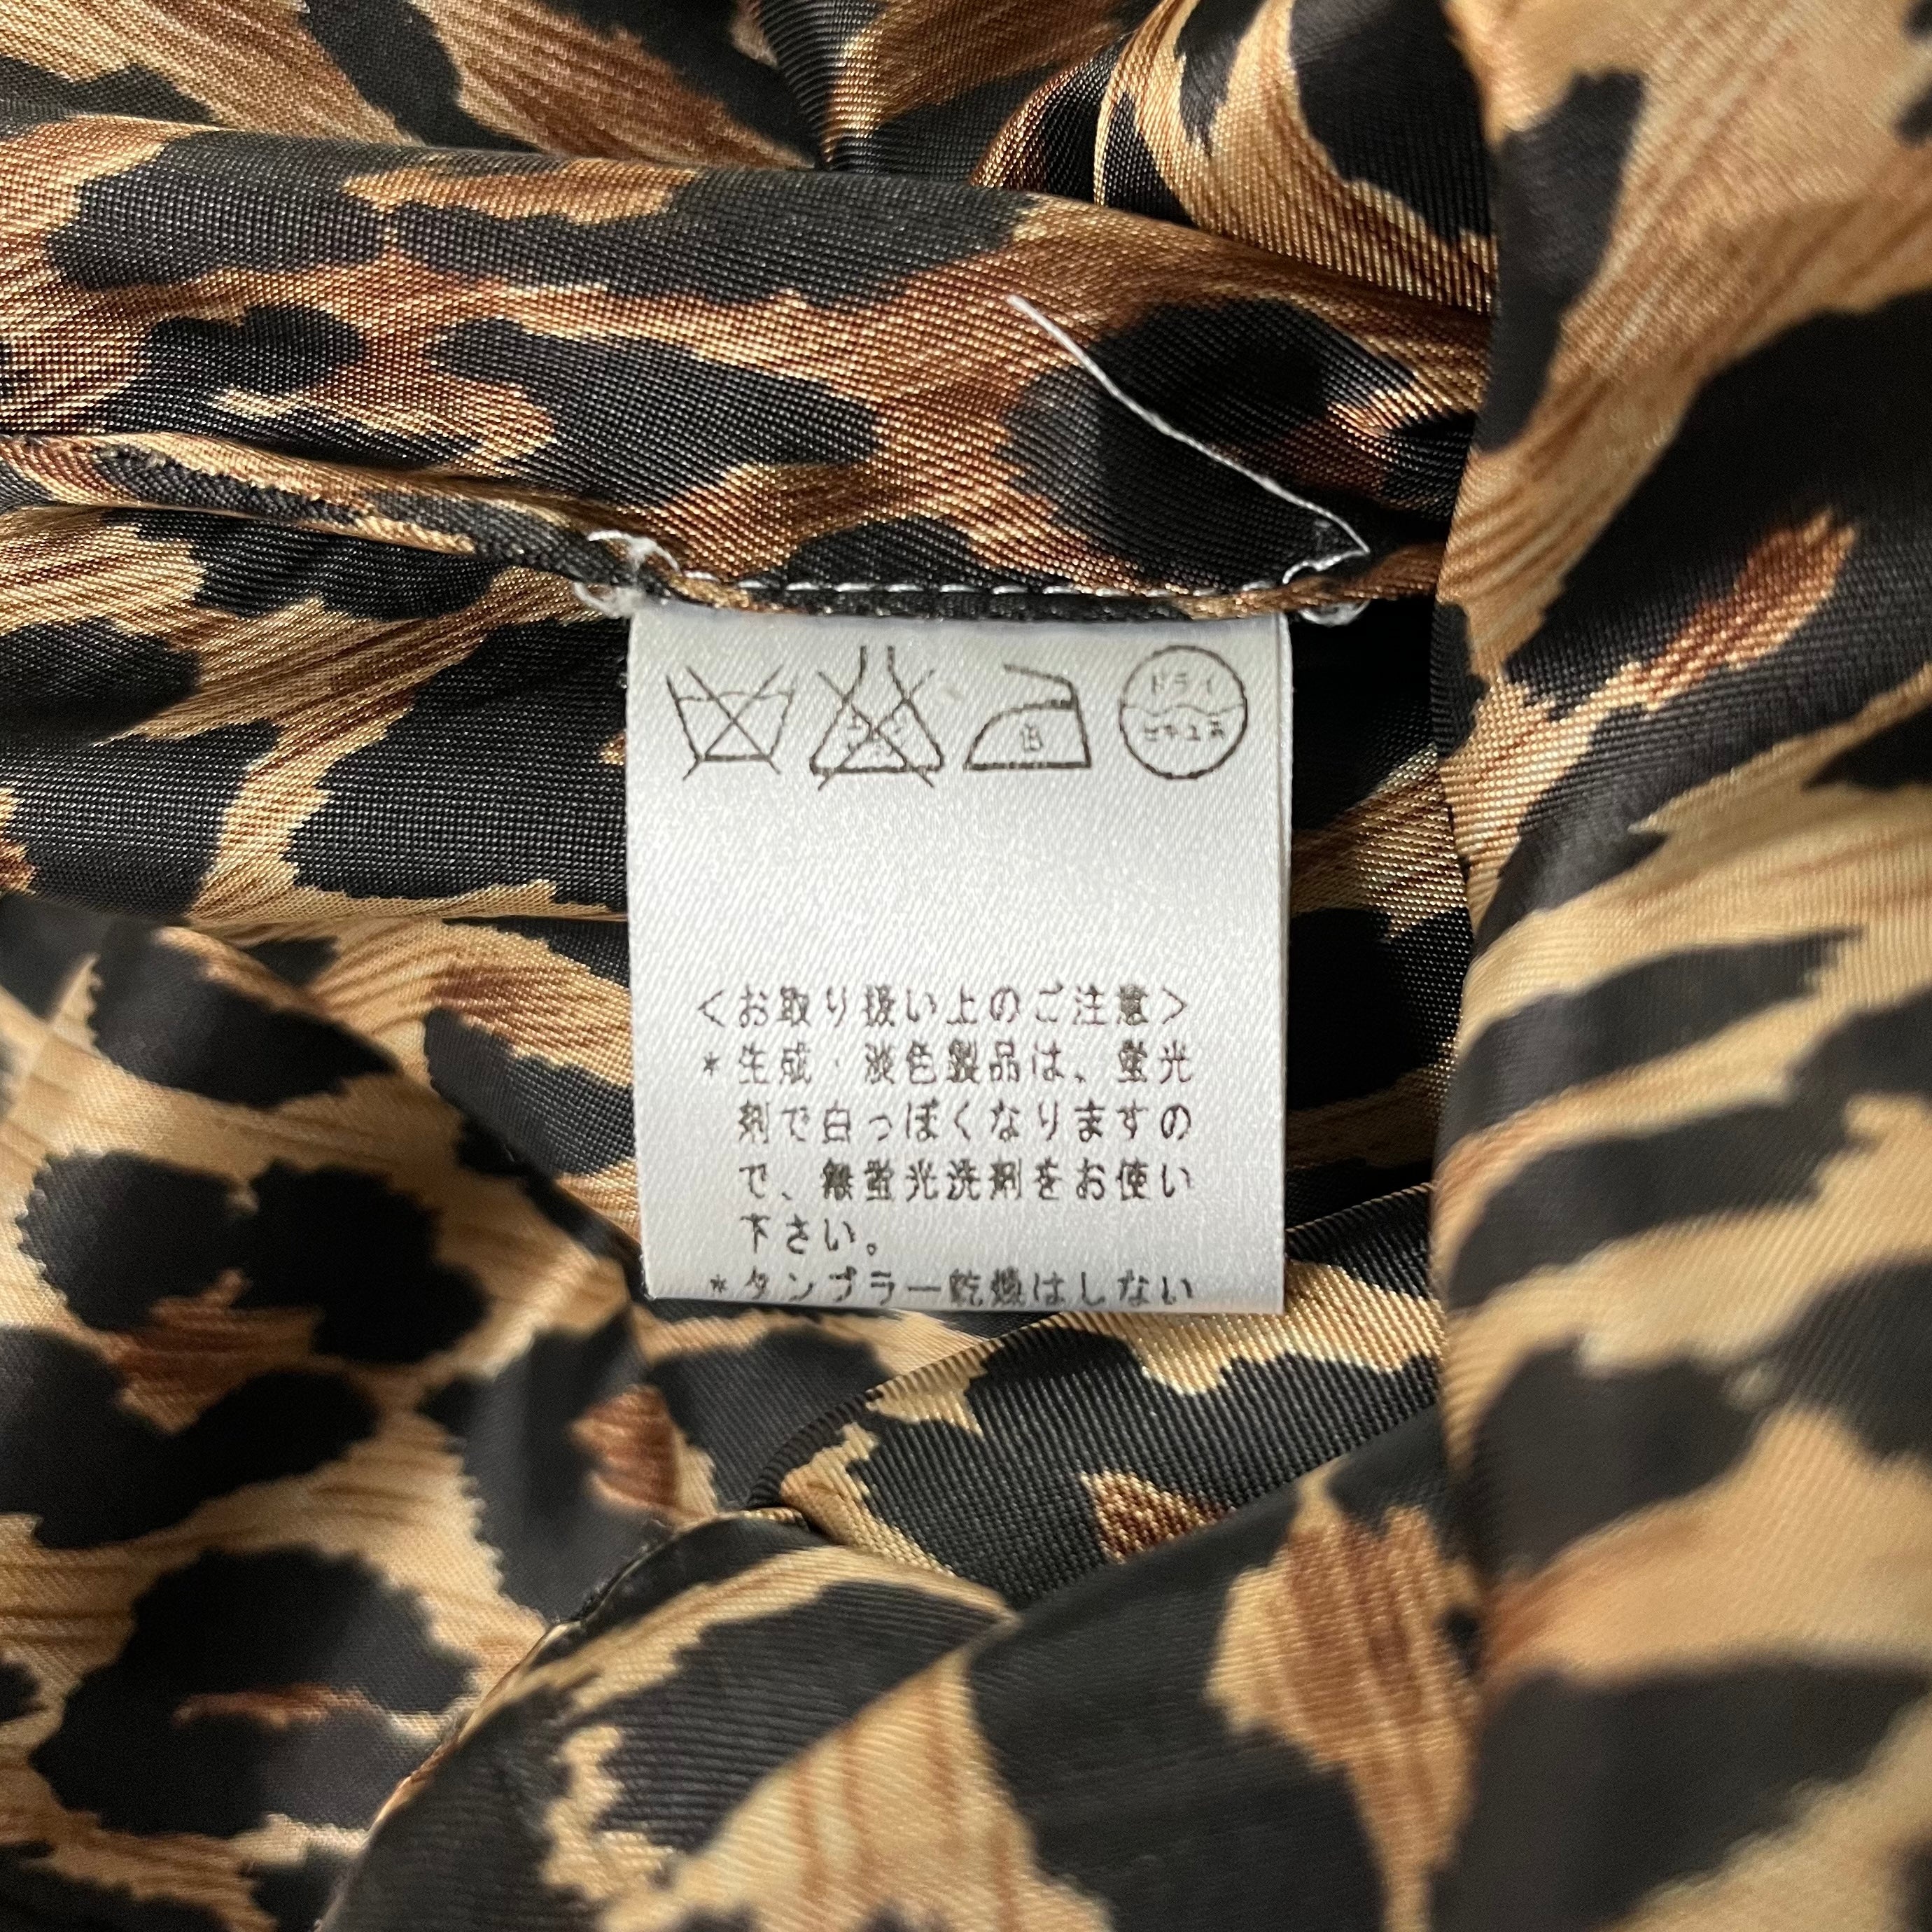 ドライ
セキユ系
<お取り扱い上のご注意>
*生成・淡色製品は、蛍光
剤で白っぽくなりますの
で、無蛍光洗剤をお使い
下さい。
*タンブラー乾燥はしない